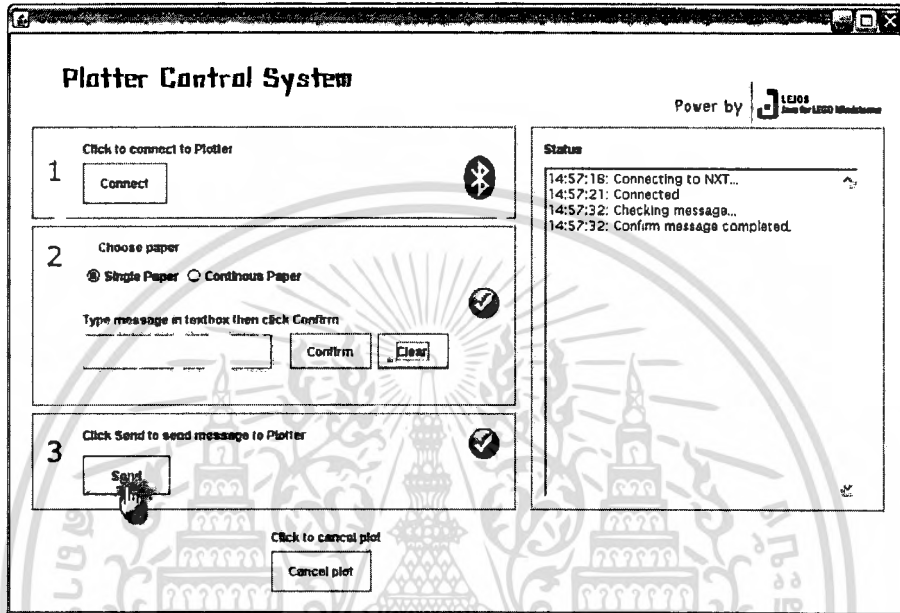 Plotter Control System
Power by
LEJOS
Java for LEGO Mindstorms
1
Click to connect to Plotter
Connect
2
Choose paper
Single Paper
Continous Paper
Type message in textbox then click Confirm
Confirm
Clear
3
Click Send to send message to Plotter
Send
Click to cancel plot
Cancel plot
Status
14:57:18: Connecting to NXT...
14:57:21: Connected
14:57:32: Checking message...
14:57:32: Confirm message completed.